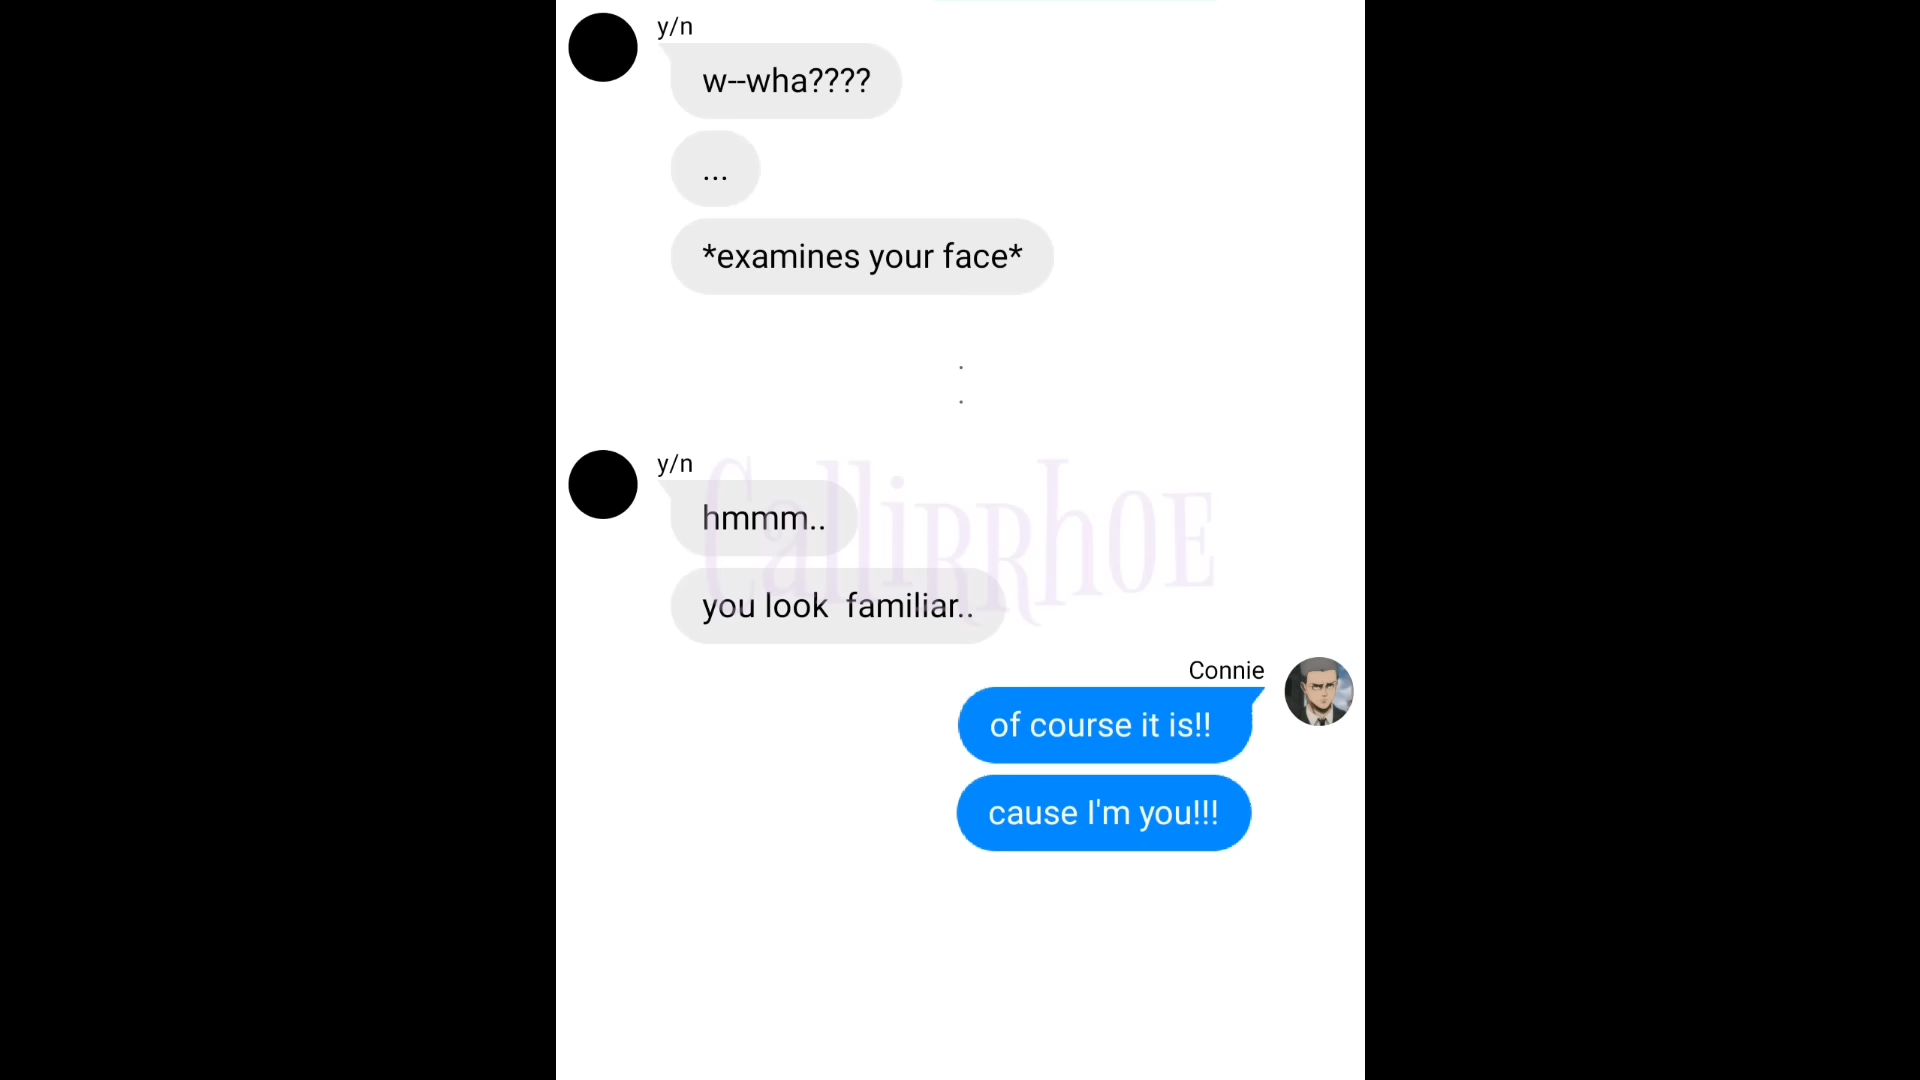 y/n
w--wha????
...
*examines your face*
.
.
y/n
hmmm..
you look  familiar..
CallirrhOE
Connie
of course it is!!
cause I'm you!!!